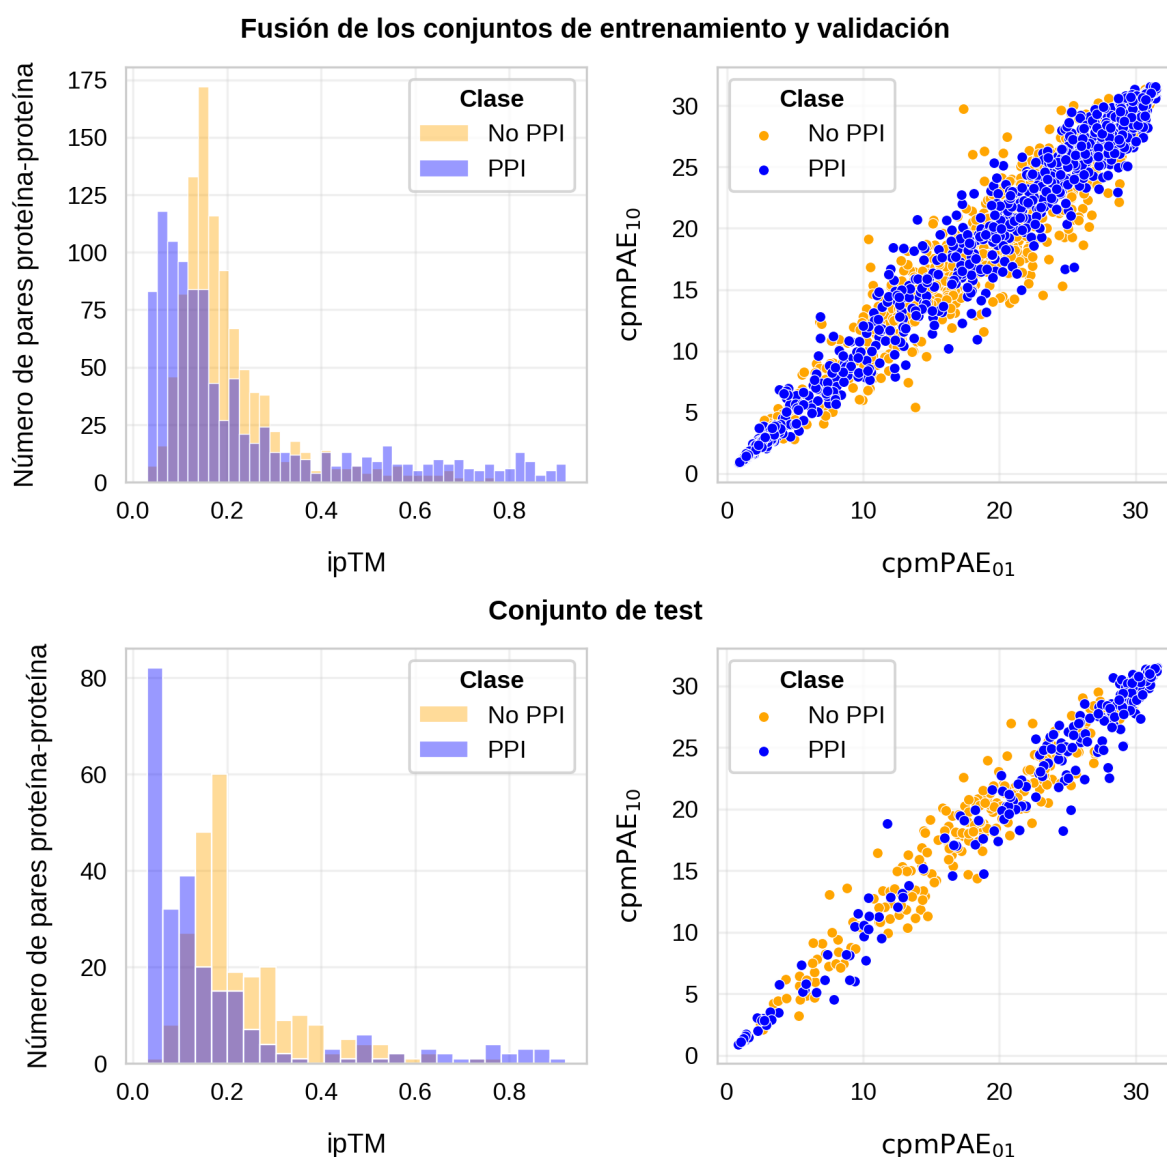 Fusión de los conjuntos de entrenamiento y validación
Número de pares proteína-proteína
175
150
125
100
75
50
25
0
0.0 0.2 0.4 0.6 0.8
ipTM
Clase
No PPI
PPI
cpmPAE₁₀
30
25
20
15
10
5
0
0 10 20 30
cpmPAE₀₁
Clase
No PPI
PPI
Conjunto de test
Número de pares proteína-proteína
80
60
40
20
0
0.0 0.2 0.4 0.6 0.8
ipTM
Clase
No PPI
PPI
cpmPAE₁₀
30
25
20
15
10
5
0
0 10 20 30
cpmPAE₀₁
Clase
No PPI
PPI